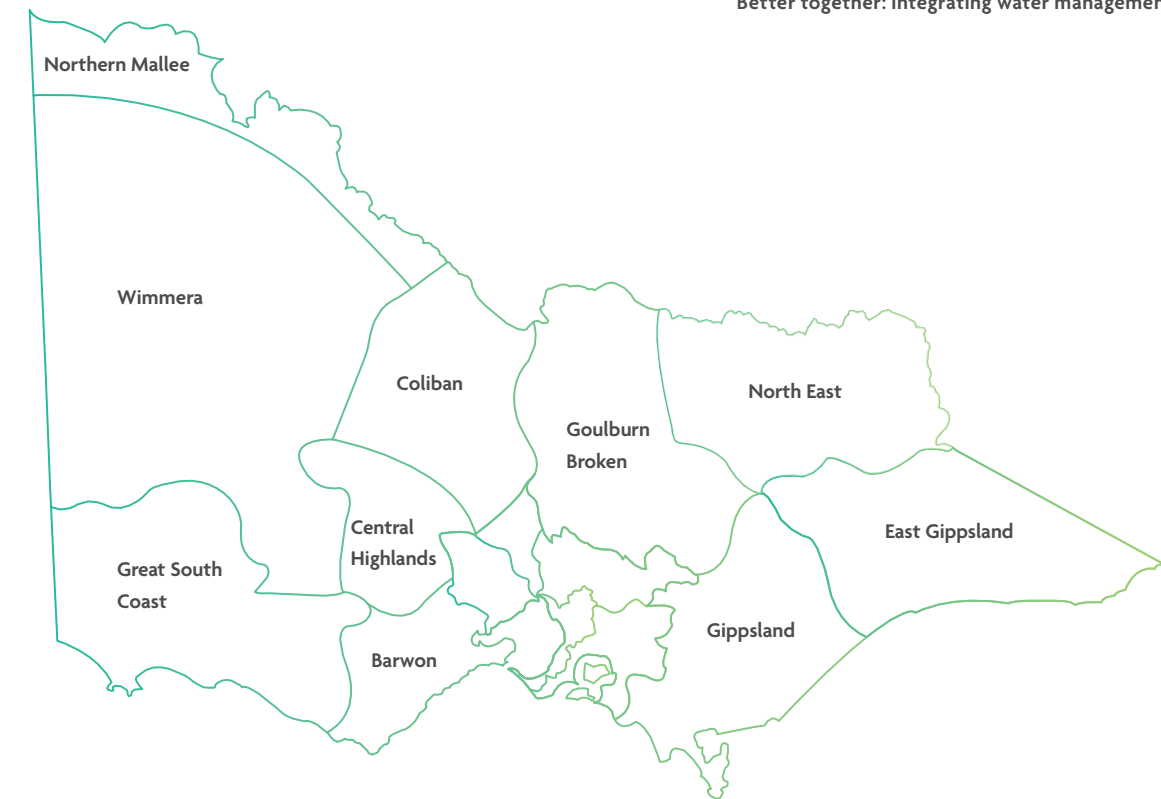 Better together: integrating water managemen
Northern Mallee
Wimmera
Coliban
North East
Goulburn
Broken
Central
Highlands
East Gippsland
Great South
Coast
Gippsland
Barwon